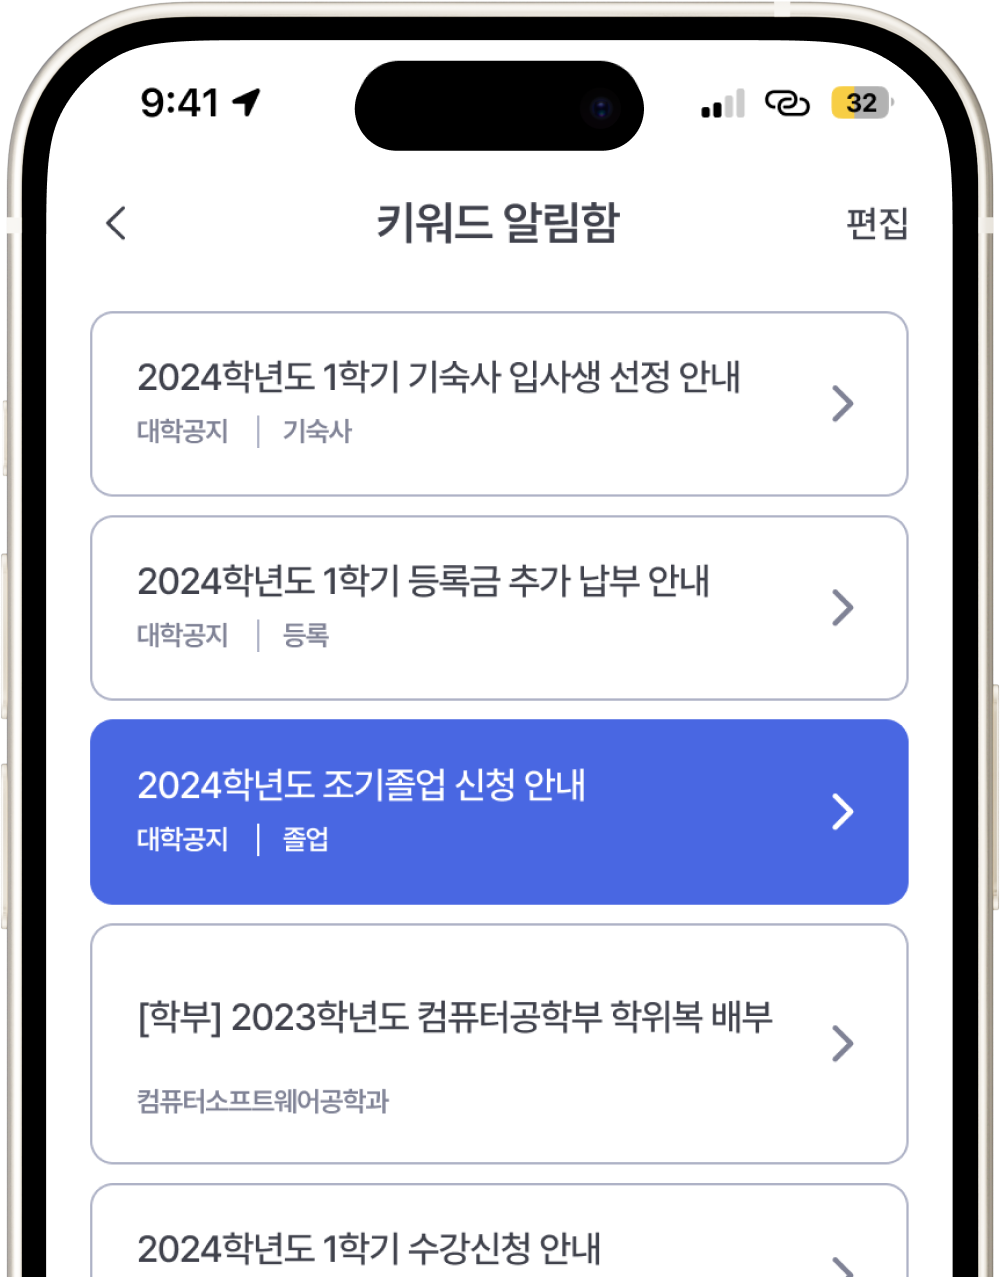 9:41
32
키워드 알림함
편집
2024학년도 1학기 기숙사 입사생 선정 안내
대학공지 | 기숙사
2024학년도 1학기 등록금 추가 납부 안내
대학공지 | 등록
2024학년도 조기졸업 신청 안내
대학공지 | 졸업
[학부] 2023학년도 컴퓨터공학부 학위복 배부
컴퓨터소프트웨어공학과
2024학년도 1학기 수강신청 안내